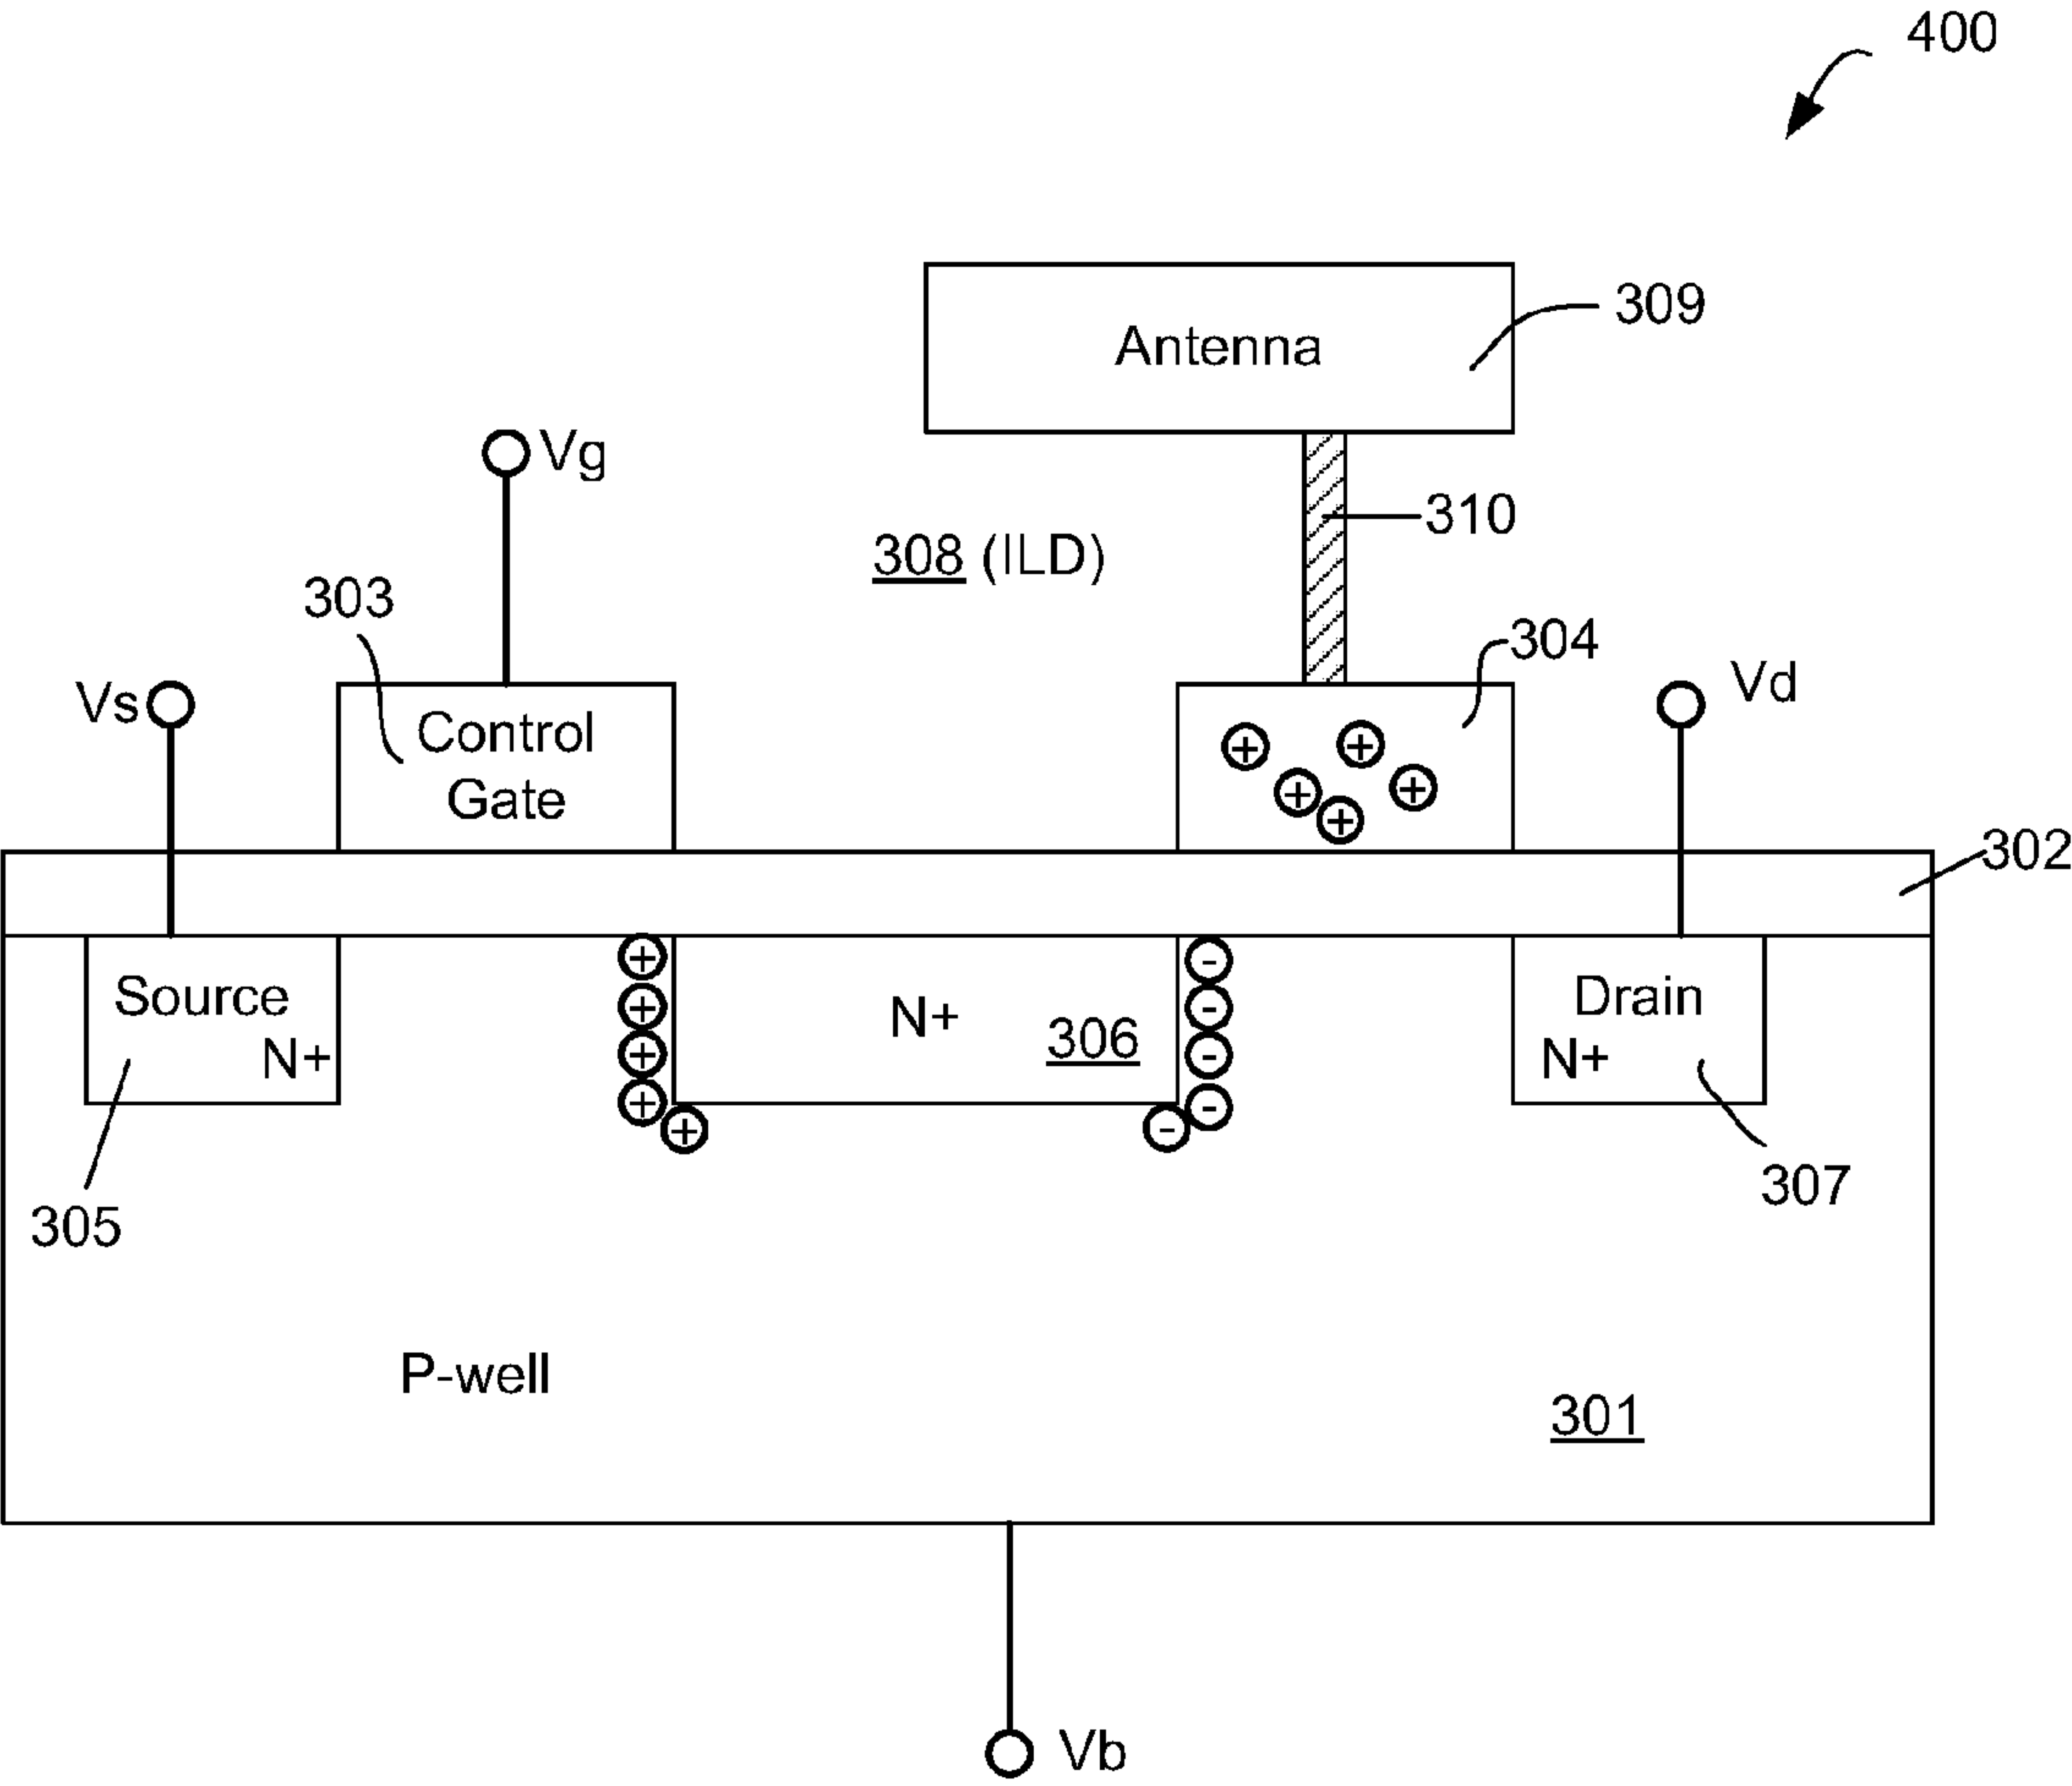 400
309
Antenna
Vg
310
308 (ILD)
303
304
Vs
Vd
Control
Gate
+
+
+
+
+
302
+
-
Source
Drain
+
-
N+
306
N+
N+
+
-
+
-
+
-
307
305
P-well
301
Vb